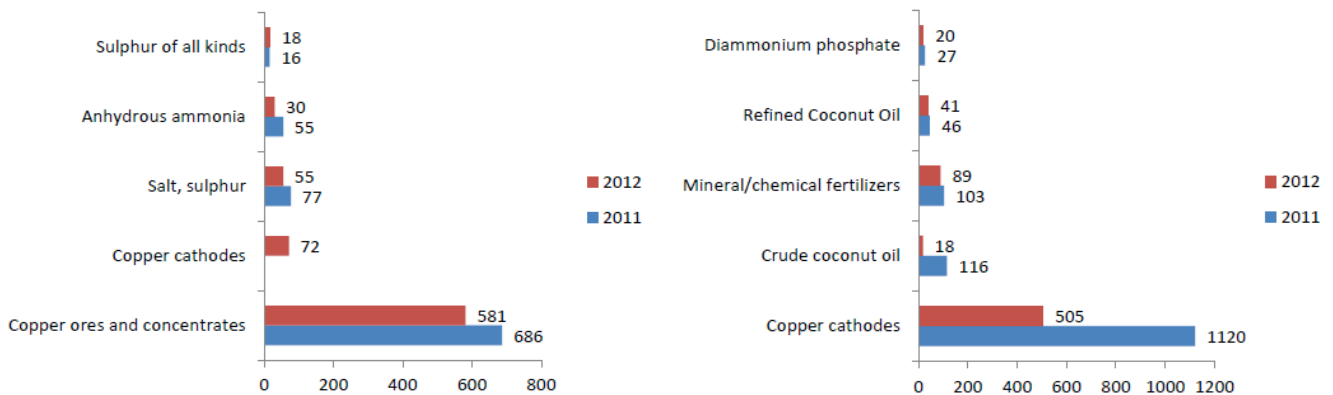 Sulphur of all kinds
18
16
Anhydrous ammonia
30
55
Salt, sulphur
55
77
Copper cathodes
72
Copper ores and concentrates
581
686
0 200 400 600 800
2012
2011
Diammonium phosphate
20
27
Refined Coconut Oil
41
46
Mineral/chemical fertilizers
89
103
Crude coconut oil
18
116
Copper cathodes
505
1120
0 200 400 600 800 1000 1200
2012
2011